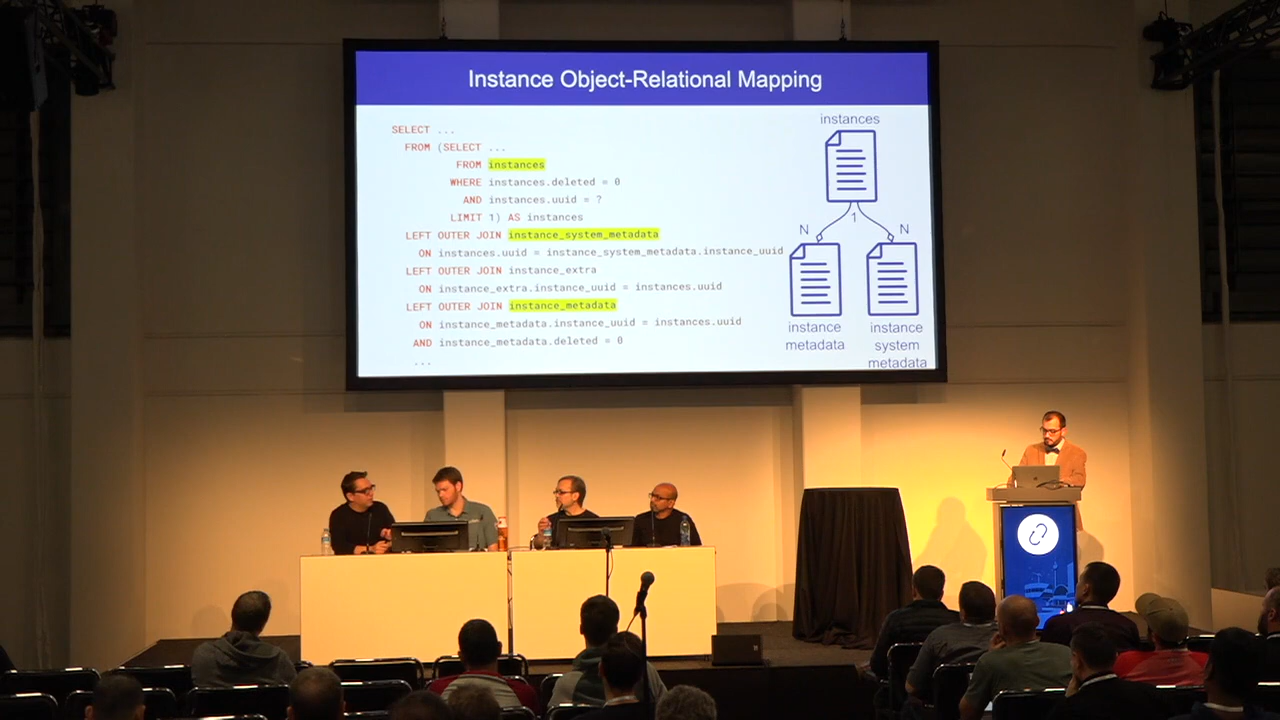 Instance Object-Relational Mapping
SELECT ...
FROM (SELECT ...
FROM instances
WHERE instances.deleted = 0
AND instances.uuid = ?
LIMIT 1) AS instances
LEFT OUTER JOIN instance_system_metadata
ON instances.uuid = instance_system_metadata.instance_uuid
LEFT OUTER JOIN instance_extra
ON instance_extra.instance_uuid = instances.uuid
LEFT OUTER JOIN instance_metadata
ON instance_metadata.instance_uuid = instances.uuid
AND instance_metadata.deleted = 0
...
instances
1
N
N
instance
metadata
instance
system
metadata